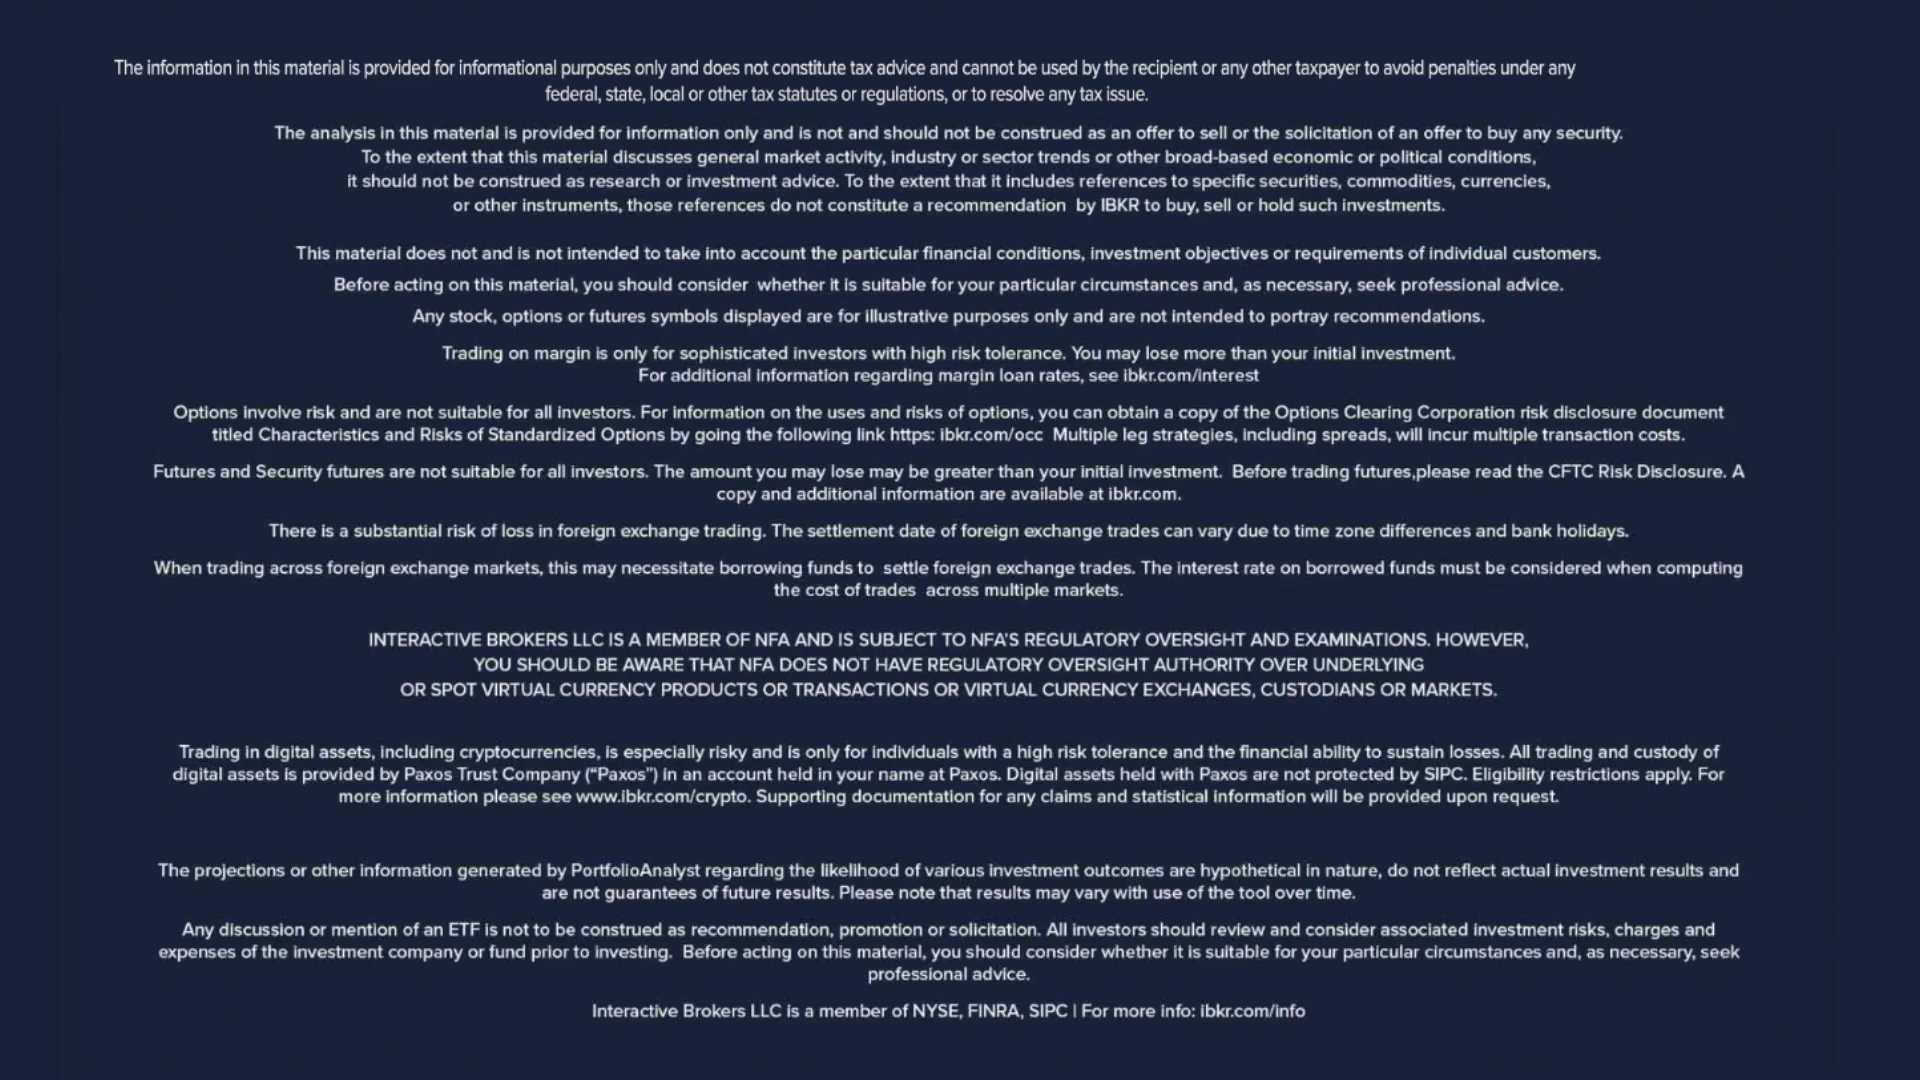 The information in this material is provided for informational purposes only and does not constitute tax advice and cannot be used by the recipient or any other taxpayer to avoid penalties under any
federal, state, local or other tax statutes or regulations, or to resolve any tax issue.
The analysis in this material is provided for information only and is not and should not be construed as an offer to sell or the solicitation of an offer to buy any security.
To the extent that this material discusses general market activity, industry or sector trends or other broad-based economic or political conditions,
it should not be construed as research or investment advice. To the extent that it includes references to specific securities, commodities, currencies,
or other instruments, those references do not constitute a recommendation by IBKR to buy, sell or hold such investments.
This material does not and is not intended to take into account the particular financial conditions, investment objectives or requirements of individual customers.
Before acting on this material, you should consider whether it is suitable for your particular circumstances and, as necessary, seek professional advice.
Any stock, options or futures symbols displayed are for illustrative purposes only and are not intended to portray recommendations.
Trading on margin is only for sophisticated investors with high risk tolerance. You may lose more than your initial investment.
For additional information regarding margin loan rates, see ibkr.com/interest
Options involve risk and are not suitable for all investors. For information on the uses and risks of options, you can obtain a copy of the Options Clearing Corporation risk disclosure document
titled Characteristics and Risks of Standardized Options by going the following link https: ibkr.com/occ Multiple leg strategies, including spreads, will incur multiple transaction costs.
Futures and Security futures are not suitable for all investors. The amount you may lose may be greater than your initial investment. Before trading futures,please read the CFTC Risk Disclosure. A
copy and additional information are available at ibkr.com.
There is a substantial risk of loss in foreign exchange trading. The settlement date of foreign exchange trades can vary due to time zone differences and bank holidays.
When trading across foreign exchange markets, this may necessitate borrowing funds to settle foreign exchange trades. The interest rate on borrowed funds must be considered when computing
the cost of trades across multiple markets.
INTERACTIVE BROKERS LLC IS A MEMBER OF NFA AND IS SUBJECT TO NFA'S REGULATORY OVERSIGHT AND EXAMINATIONS. HOWEVER,
YOU SHOULD BE AWARE THAT NFA DOES NOT HAVE REGULATORY OVERSIGHT AUTHORITY OVER UNDERLYING
OR SPOT VIRTUAL CURRENCY PRODUCTS OR TRANSACTIONS OR VIRTUAL CURRENCY EXCHANGES, CUSTODIANS OR MARKETS.
Trading in digital assets, including cryptocurrencies, is especially risky and is only for individuals with a high risk tolerance and the financial ability to sustain losses. All trading and custody of
digital assets is provided by Paxos Trust Company (“Paxos”) in an account held in your name at Paxos. Digital assets held with Paxos are not protected by SIPC. Eligibility restrictions apply. For
more information please see www.ibkr.com/crypto. Supporting documentation for any claims and statistical information will be provided upon request.
The projections or other information generated by PortfolioAnalyst regarding the likelihood of various investment outcomes are hypothetical in nature, do not reflect actual investment results and
are not guarantees of future results. Please note that results may vary with use of the tool over time.
Any discussion or mention of an ETF is not to be construed as recommendation, promotion or solicitation. All investors should review and consider associated investment risks, charges and
expenses of the investment company or fund prior to investing. Before acting on this material, you should consider whether it is suitable for your particular circumstances and, as necessary, seek
professional advice.
Interactive Brokers LLC is a member of NYSE, FINRA, SIPC | For more info: ibkr.com/info